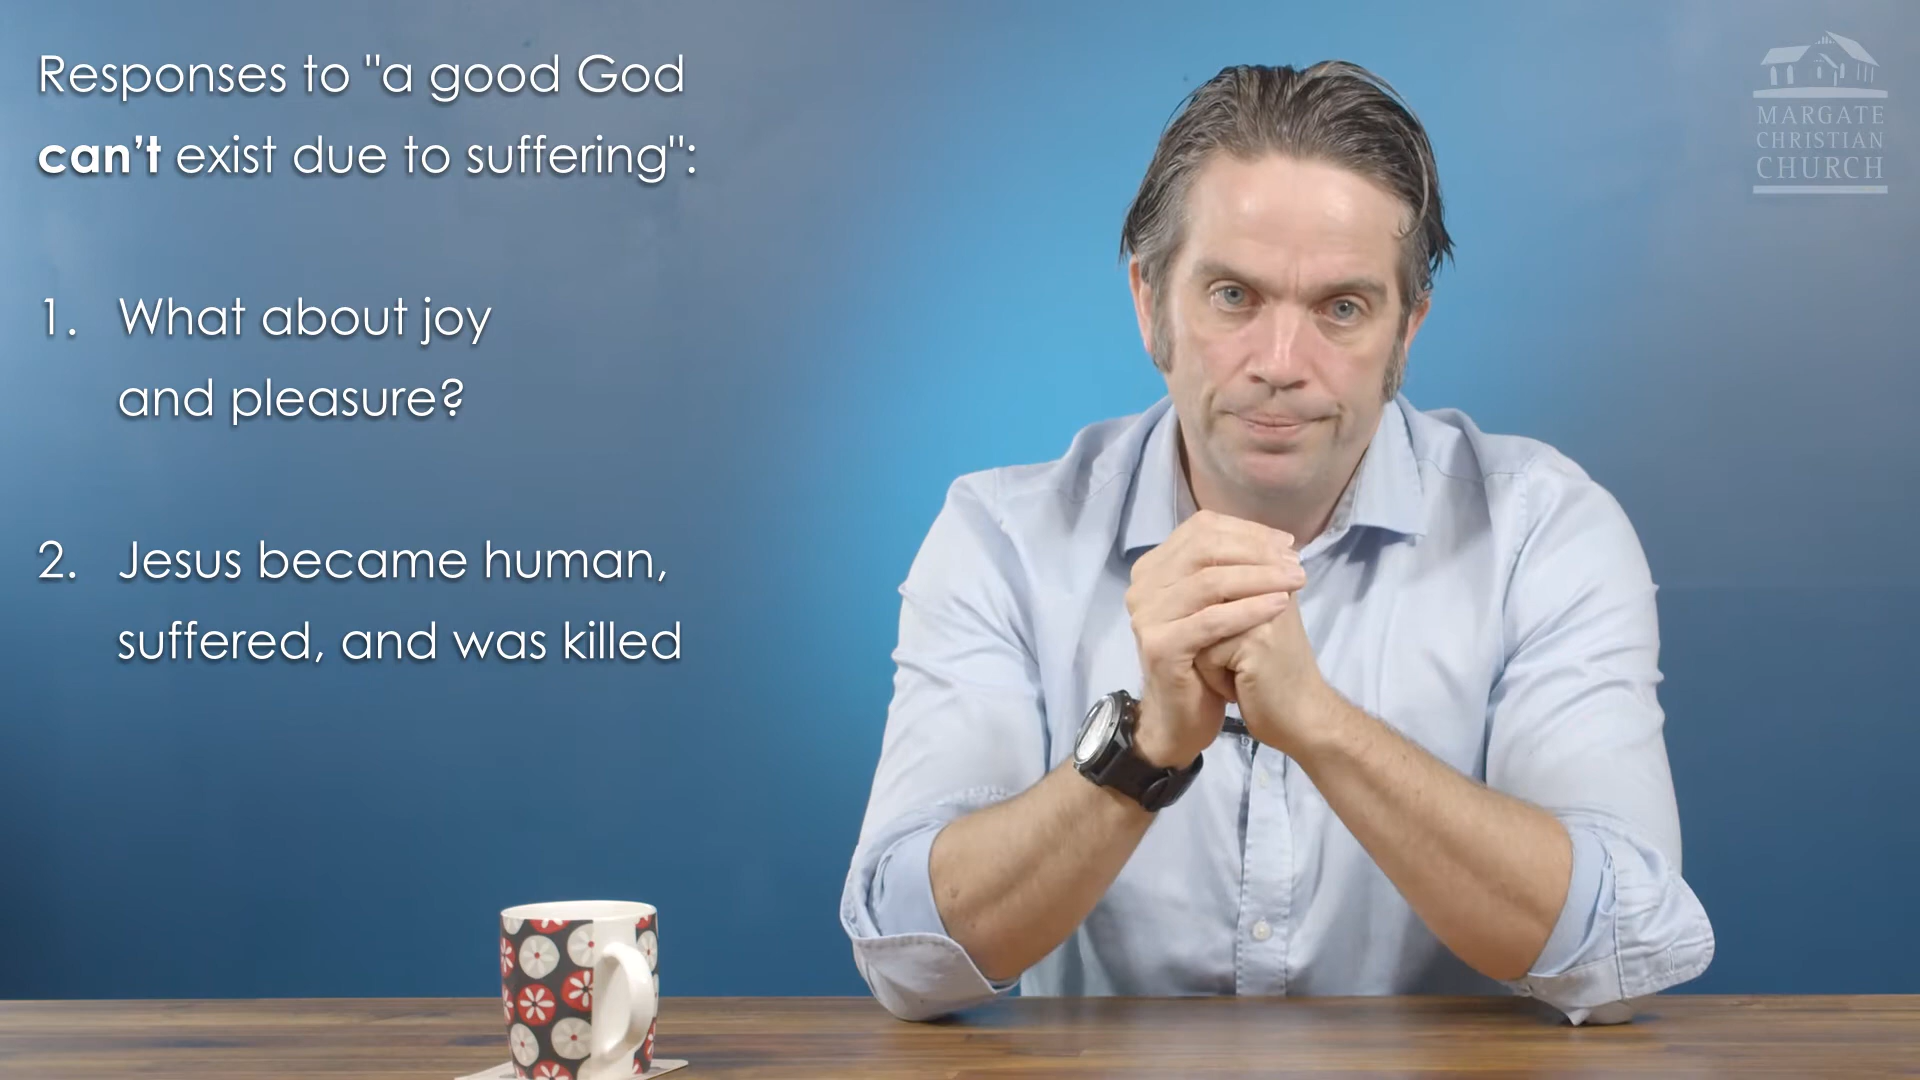 Responses to "a good God
can't exist due to suffering":
1. What about joy
and pleasure?
2. Jesus became human,
suffered, and was killed
MARGATE
CHRISTIAN
CHURCH